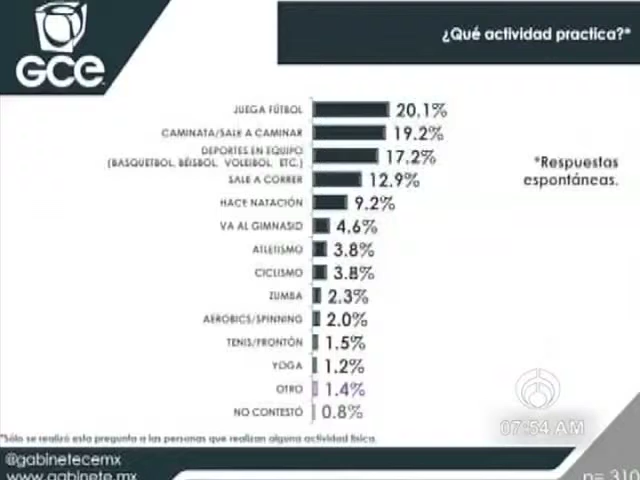 GCE
¿Qué actividad practica?*
JUEGA FÚTBOL 20.1%
CAMINATA/SALE A CAMINAR 19.2%
DEPORTES EN EQUIPO
(BASQUETBOL, BÉISBOL, VOLEIBOL, ETC.) 17.2%
SALE A CORRER 12.9%
HACE NATACIÓN 9.2%
VA AL GIMNASIO 4.6%
ATLETISMO 3.8%
CICLISMO 3.8%
ZUMBA 2.3%
AEROBICS/SPINNING 2.0%
TENIS/FRONTÓN 1.5%
YOGA 1.2%
OTRO 1.4%
NO CONTESTÓ 0.8%
*Respuestas
espontáneas.
07:54 AM
*Sólo se realizó esta pregunta a las personas que realizan alguna actividad física.
@gabinetecemx
www.gabinete.mx
n= 310